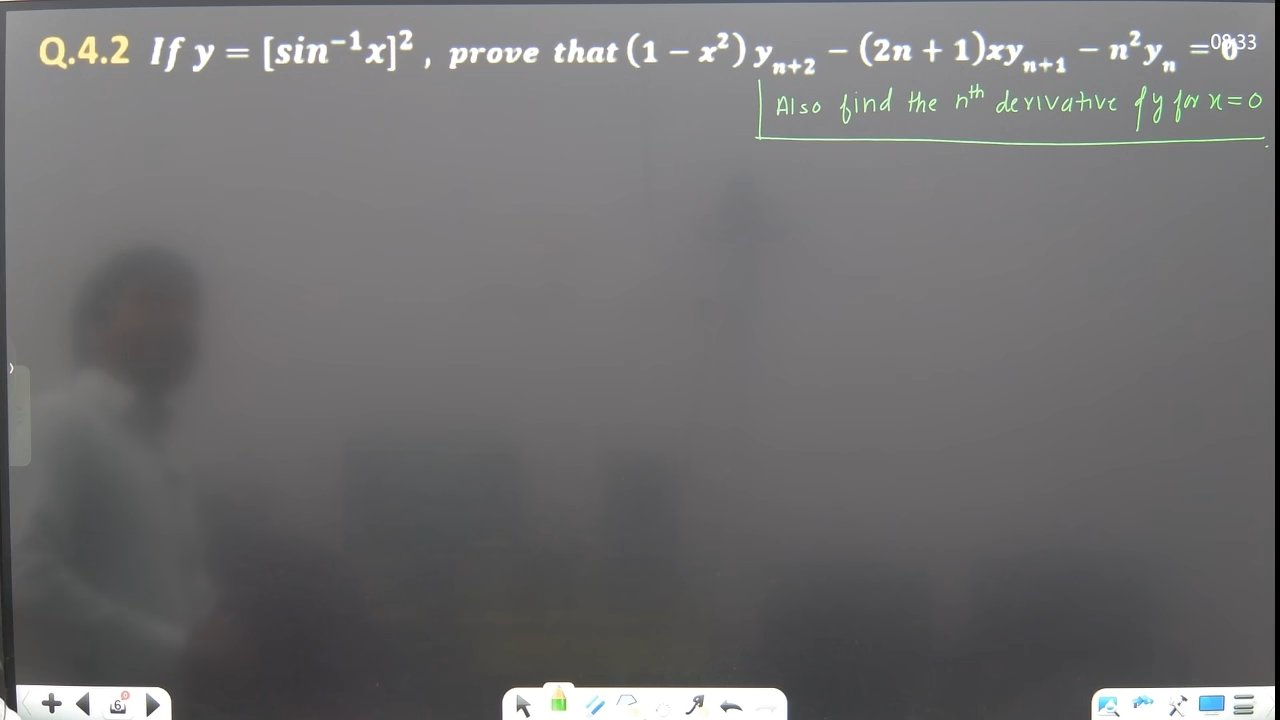 Q.4.2 If y = [sin⁻¹x]², prove that (1 − x²) yₙ₊₂ − (2n + 1)xyₙ₊₁ − n²yₙ = 0
08:33
Also find the nᵗʰ derivative of y for x = 0
6